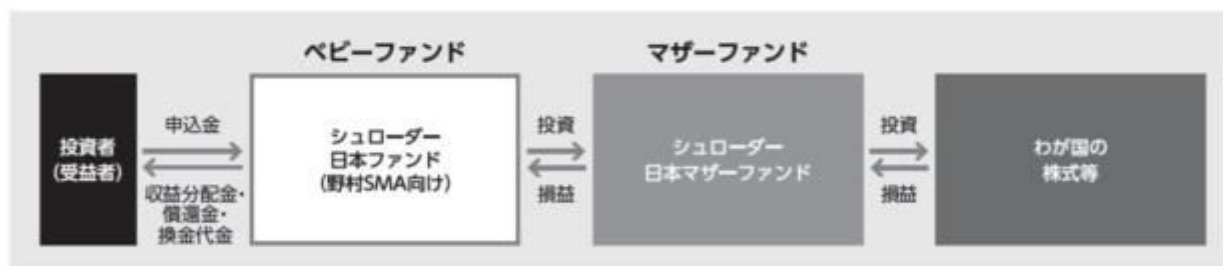 ベビーファンド
マザーファンド
投資者
(受益者)
申込金
収益分配金・
償還金・
換金代金
シュローダー
日本ファンド
(野村SMA向け)
投資
損益
シュローダー
日本マザーファンド
投資
損益
わが国の
株式等